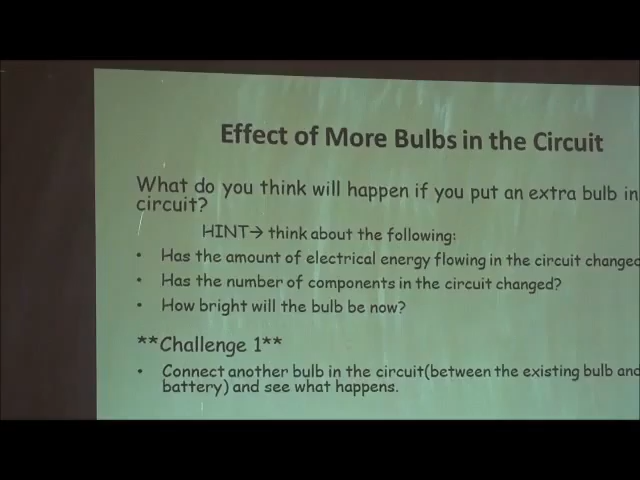 Effect of More Bulbs in the Circuit
What do you think will happen if you put an extra bulb in
circuit?
HINT→ think about the following:
• Has the amount of electrical energy flowing in the circuit changed
• Has the number of components in the circuit changed?
• How bright will the bulb be now?
**Challenge 1**
• Connect another bulb in the circuit(between the existing bulb and
battery) and see what happens.